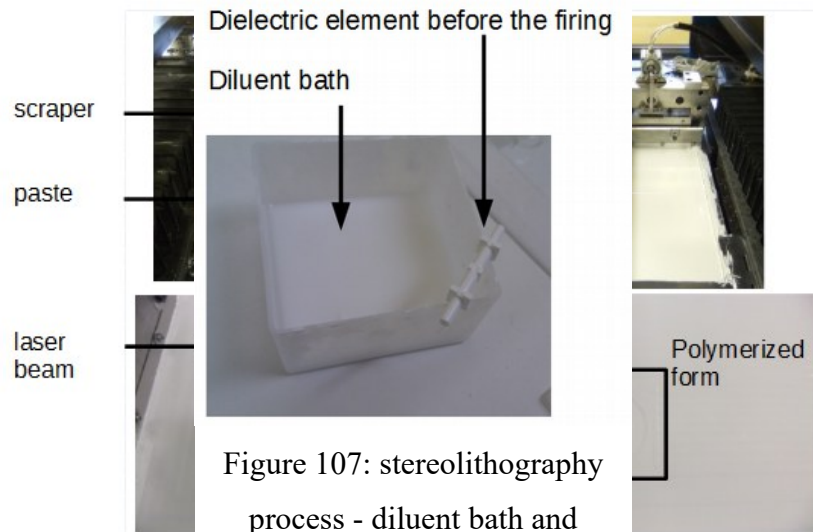 Dielectric element before the firing
Diluent bath
scraper
paste
laser
beam
Polymerized
form
Figure 107: stereolithography
process - diluent bath and